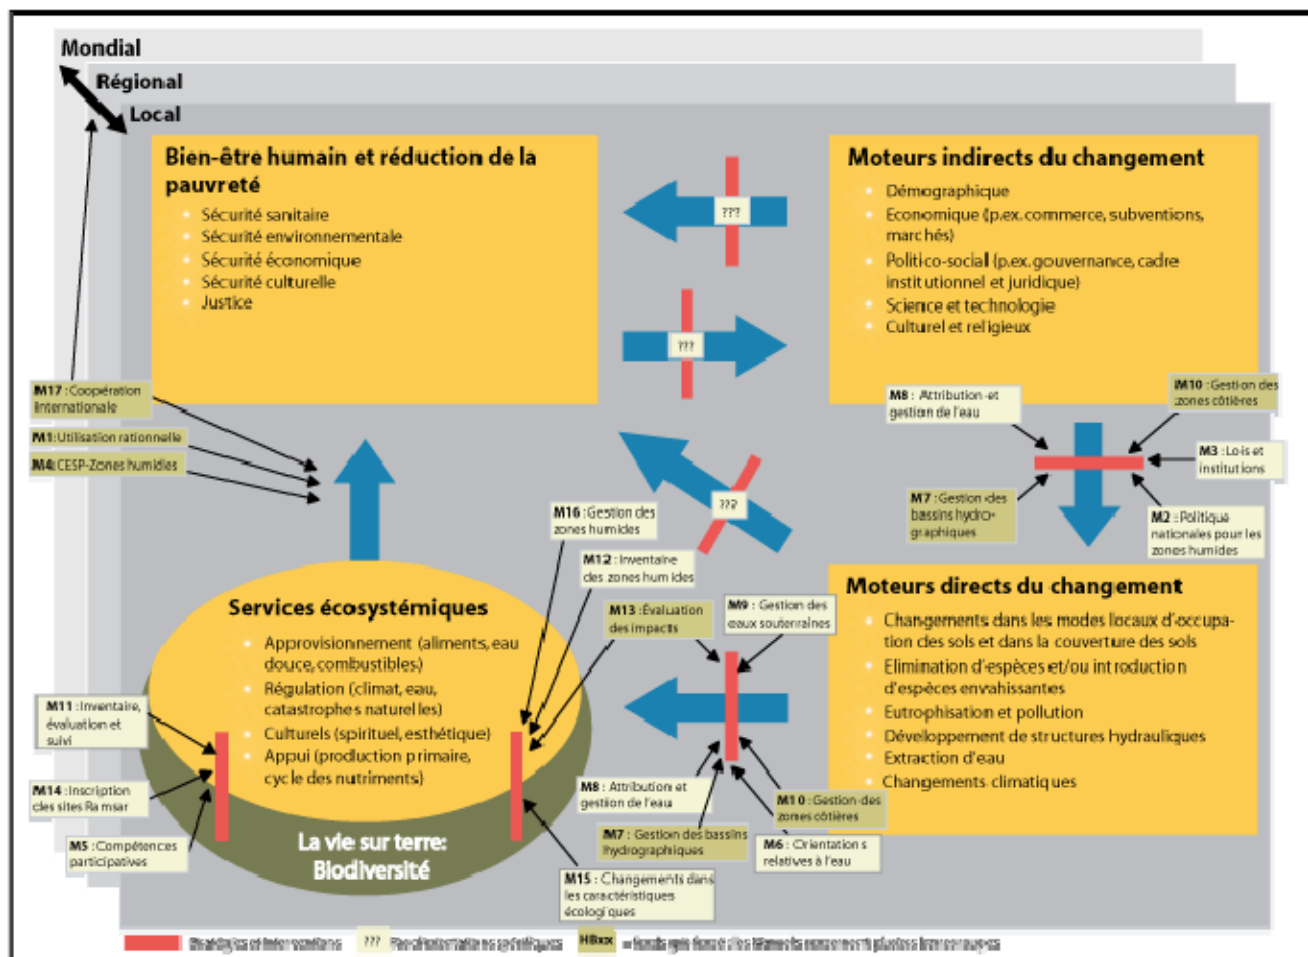 Mondial
Régional
Local
Bien-être humain et réduction de la
pauvreté
Sécurité sanitaire
Sécurité environnementale
Sécurité économique
Sécurité culturelle
Justice
???
???
Moteurs indirects du changement
Démographique
Economique (p.ex. commerce, subventions,
marchés)
Politico-social (p.ex. gouvernance, cadre
institutionnel et juridique)
Science et technologie
Culturel et religieux
M17 : Coopération
Internationale
M1: Utilisation rationnelle
M4: CESP-Zones humides
M8 : Attribution et
gestion de l'eau
M10 : Gestion des
zones côtières
M3 : Lois et
institutions
M7 : Gestion des
bassins hydro-
graphiques
M2 : Politique
nationales pour les
zones humides
???
M16 : Gestion des
zones humides
M12 : Inventaire
des zones humides
M13 : Évaluation
des impacts
M9 : Gestion des
eaux souterraines
Services écosystémiques
Approvisionnement (aliments, eau
douce, combustibles)
Régulation (climat, eau,
catastrophes naturelles)
Culturels (spirituel, esthétique)
Appui (production primaire,
cycle des nutriments)
La vie sur terre:
Biodiversité
Moteurs directs du changement
Changements dans les modes locaux d'occupa-
tion des sols et dans la couverture des sols
Elimination d'espèces et/ou introduction
d'espèces envahissantes
Eutrophisation et pollution
Développement de structures hydrauliques
Extraction d'eau
Changements climatiques
M11 : Inventaire,
évaluation et
suivi
M14 : Inscription
des sites Ramsar
M5 : Compétences
participatives
M8 : Attribution et
gestion de l'eau
M7 : Gestion des bassins
hydrographiques
M10 : Gestion des
zones côtières
M6 : Orientations
relatives à l'eau
M15 : Changements dans
les caractéristiques
écologiques
??? HBxx